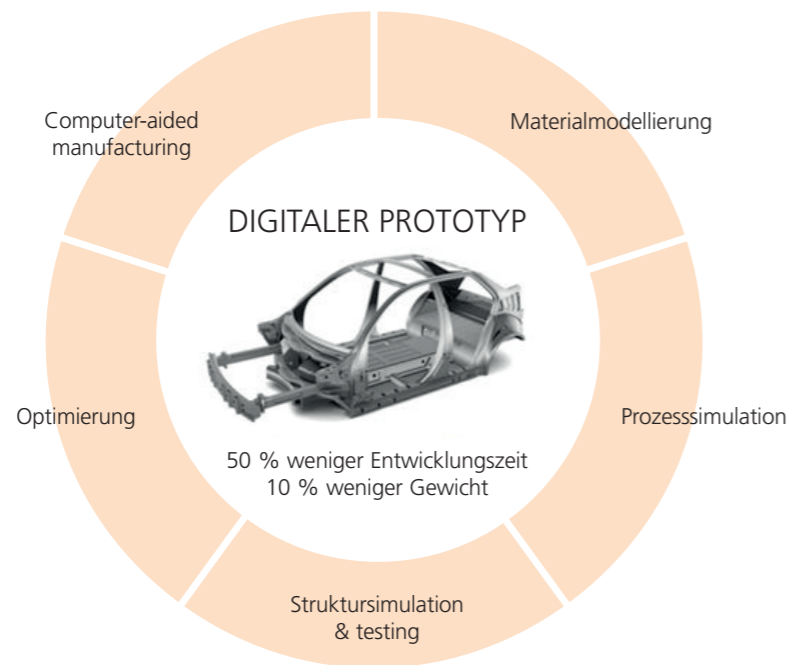 Computer-aided
manufacturing
Materialmodellierung
DIGITALER PROTOTYP
Optimierung
Prozesssimulation
50 % weniger Entwicklungszeit
10 % weniger Gewicht
Struktursimulation
& testing